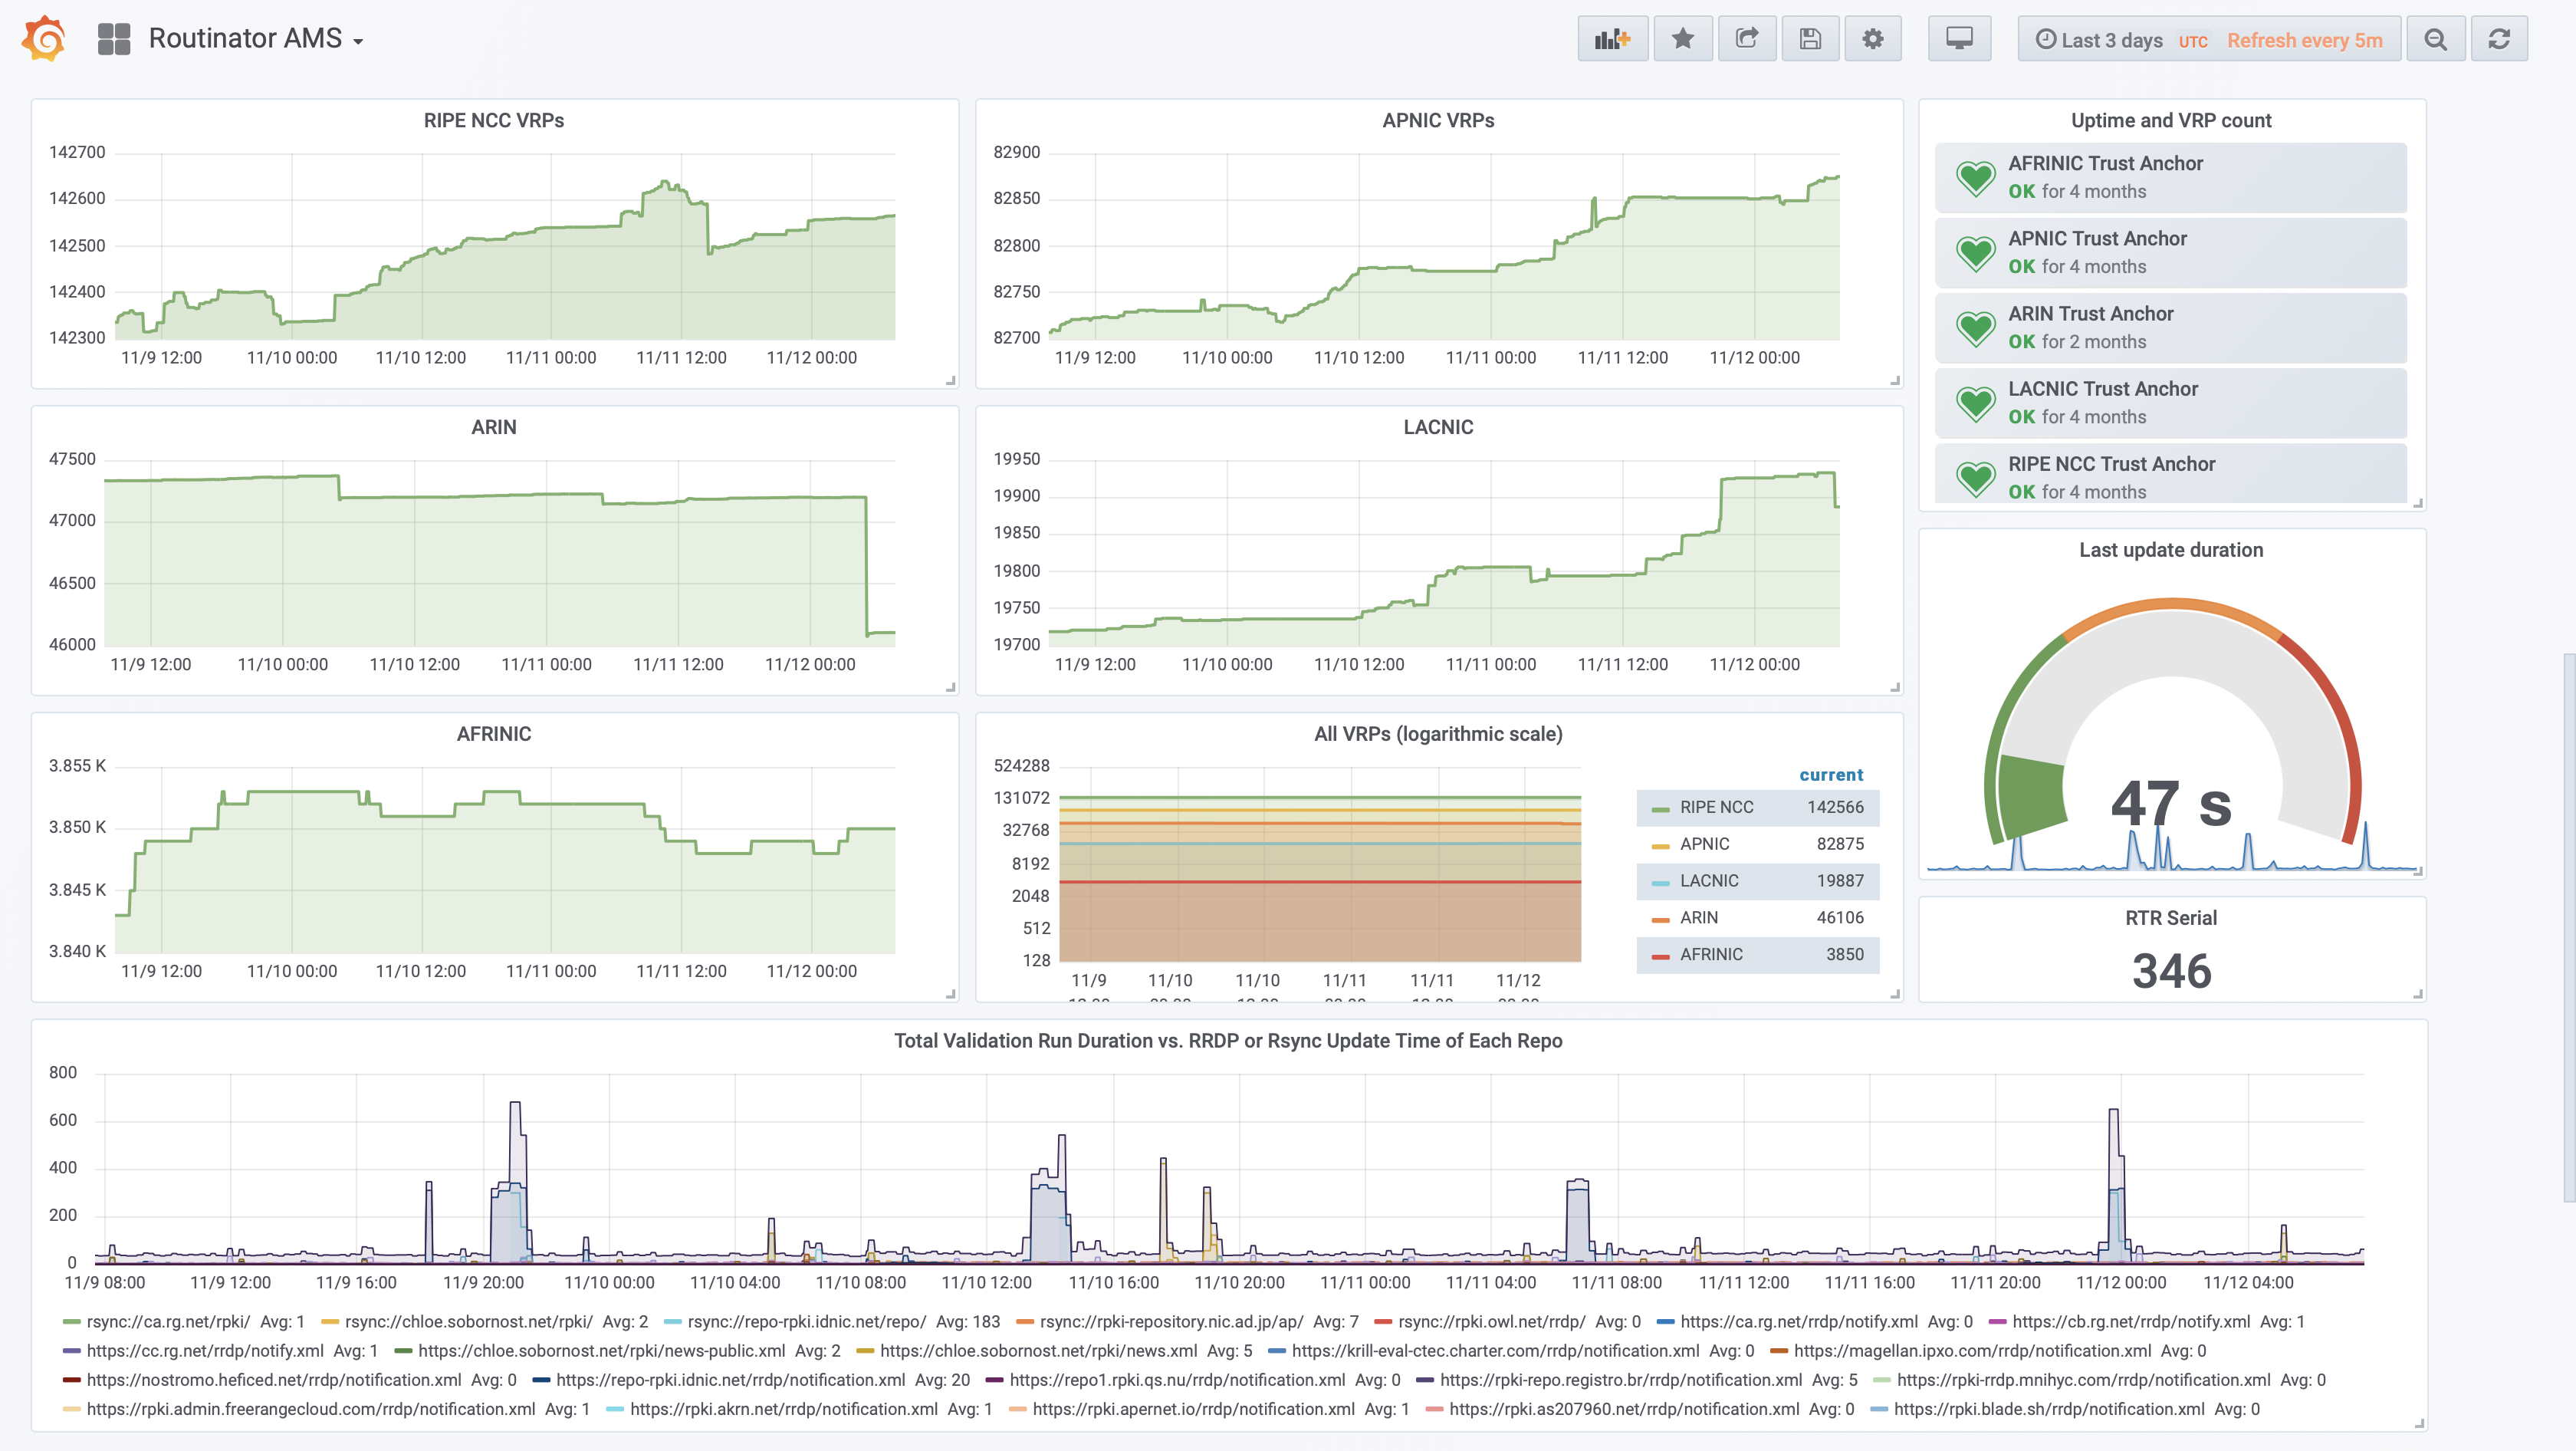 Routinator AMS
Last 3 days UTC Refresh every 5m
RIPE NCC VRPs
142700
142600
142500
142400
142300
11/9 12:00 11/10 00:00 11/10 12:00 11/11 00:00 11/11 12:00 11/12 00:00
APNIC VRPs
82900
82850
82800
82750
82700
11/9 12:00 11/10 00:00 11/10 12:00 11/11 00:00 11/11 12:00 11/12 00:00
Uptime and VRP count
AFRINIC Trust Anchor
OK for 4 months
APNIC Trust Anchor
OK for 4 months
ARIN Trust Anchor
OK for 2 months
LACNIC Trust Anchor
OK for 4 months
RIPE NCC Trust Anchor
OK for 4 months
ARIN
47500
47000
46500
46000
11/9 12:00 11/10 00:00 11/10 12:00 11/11 00:00 11/11 12:00 11/12 00:00
LACNIC
19950
19900
19850
19800
19750
19700
11/9 12:00 11/10 00:00 11/10 12:00 11/11 00:00 11/11 12:00 11/12 00:00
Last update duration
47 s
AFRINIC
3.855 K
3.850 K
3.845 K
3.840 K
11/9 12:00 11/10 00:00 11/10 12:00 11/11 00:00 11/11 12:00 11/12 00:00
All VRPs (logarithmic scale)
524288
131072
32768
8192
2048
512
128
11/9 11/10 11/10 11/11 11/11 11/12
current
RIPE NCC 142566
APNIC 82875
LACNIC 19887
ARIN 46106
AFRINIC 3850
RTR Serial
346
Total Validation Run Duration vs. RRDP or Rsync Update Time of Each Repo
800
600
400
200
0
11/9 08:00 11/9 12:00 11/9 16:00 11/9 20:00 11/10 00:00 11/10 04:00 11/10 08:00 11/10 12:00 11/10 16:00 11/10 20:00 11/11 00:00 11/11 04:00 11/11 08:00 11/11 12:00 11/11 16:00 11/11 20:00 11/12 00:00 11/12 04:00
rsync://ca.rg.net/rpki/ Avg: 1 rsync://chloe.sobornost.net/rpki/ Avg: 2 rsync://repo-rpki.idnic.net/repo/ Avg: 183 rsync://rpki-repository.nic.ad.jp/ap/ Avg: 7 rsync://rpki.owl.net/rrdp/ Avg: 0 https://ca.rg.net/rrdp/notify.xml Avg: 0 https://cb.rg.net/rrdp/notify.xml Avg: 1
https://cc.rg.net/rrdp/notify.xml Avg: 1 https://chloe.sobornost.net/rpki/news-public.xml Avg: 2 https://chloe.sobornost.net/rpki/news.xml Avg: 5 https://krill-eval-ctec.charter.com/rrdp/notification.xml Avg: 0 https://magellan.ipxo.com/rrdp/notification.xml Avg: 0
https://nostromo.heficed.net/rrdp/notification.xml Avg: 0 https://repo-rpki.idnic.net/rrdp/notification.xml Avg: 20 https://repo1.rpki.qs.nu/rrdp/notification.xml Avg: 0 https://rpki-repo.registro.br/rrdp/notification.xml Avg: 5 https://rpki-rrdp.mnihyc.com/rrdp/notification.xml Avg: 0
https://rpki.admin.freerangecloud.com/rrdp/notification.xml Avg: 1 https://rpki.akrn.net/rrdp/notification.xml Avg: 1 https://rpki.apernet.io/rrdp/notification.xml Avg: 1 https://rpki.as207960.net/rrdp/notification.xml Avg: 0 https://rpki.blade.sh/rrdp/notification.xml Avg: 0